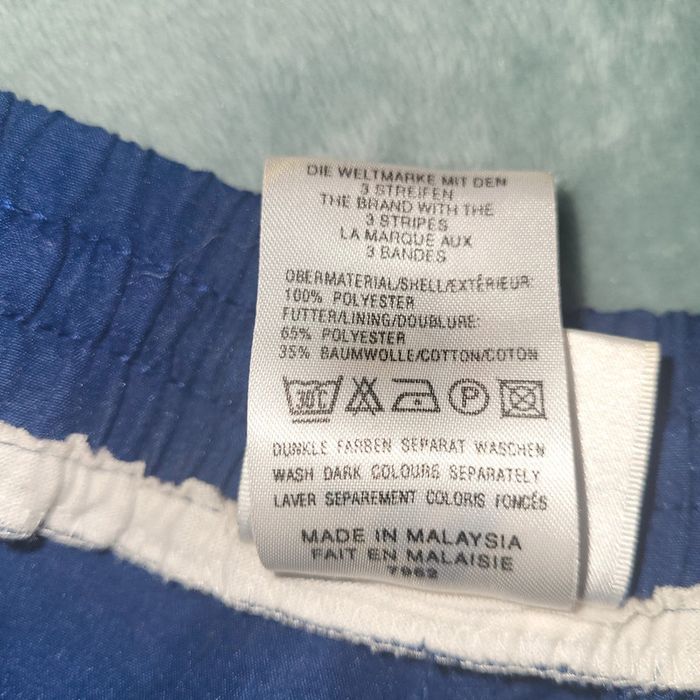 DIE WELTMARKE MIT DEN
3 STREIFEN
THE BRAND WITH THE
3 STRIPES
LA MARQUE AUX
3 BANDES
OBERMATERIAL/SHELL/EXTÉRIEUR:
100% POLYESTER
FUTTER/LINING/DOUBLURE:
65% POLYESTER
35% BAUMWOLLE/COTTON/COTON
30°C P
DUNKLE FARBEN SEPARAT WASCHEN
WASH DARK COLOURS SEPARATELY
LAVER SEPAREMENT COLORIS FONCÉS
MADE IN MALAYSIA
FAIT EN MALAISIE
7962